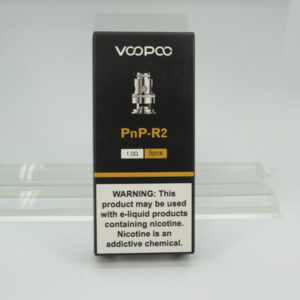 VOOPOO
PnP-R2
1.0Ω 5pcs
WARNING: This
product may be used
with e-liquid products
containing nicotine.
Nicotine is an
addictive chemical.